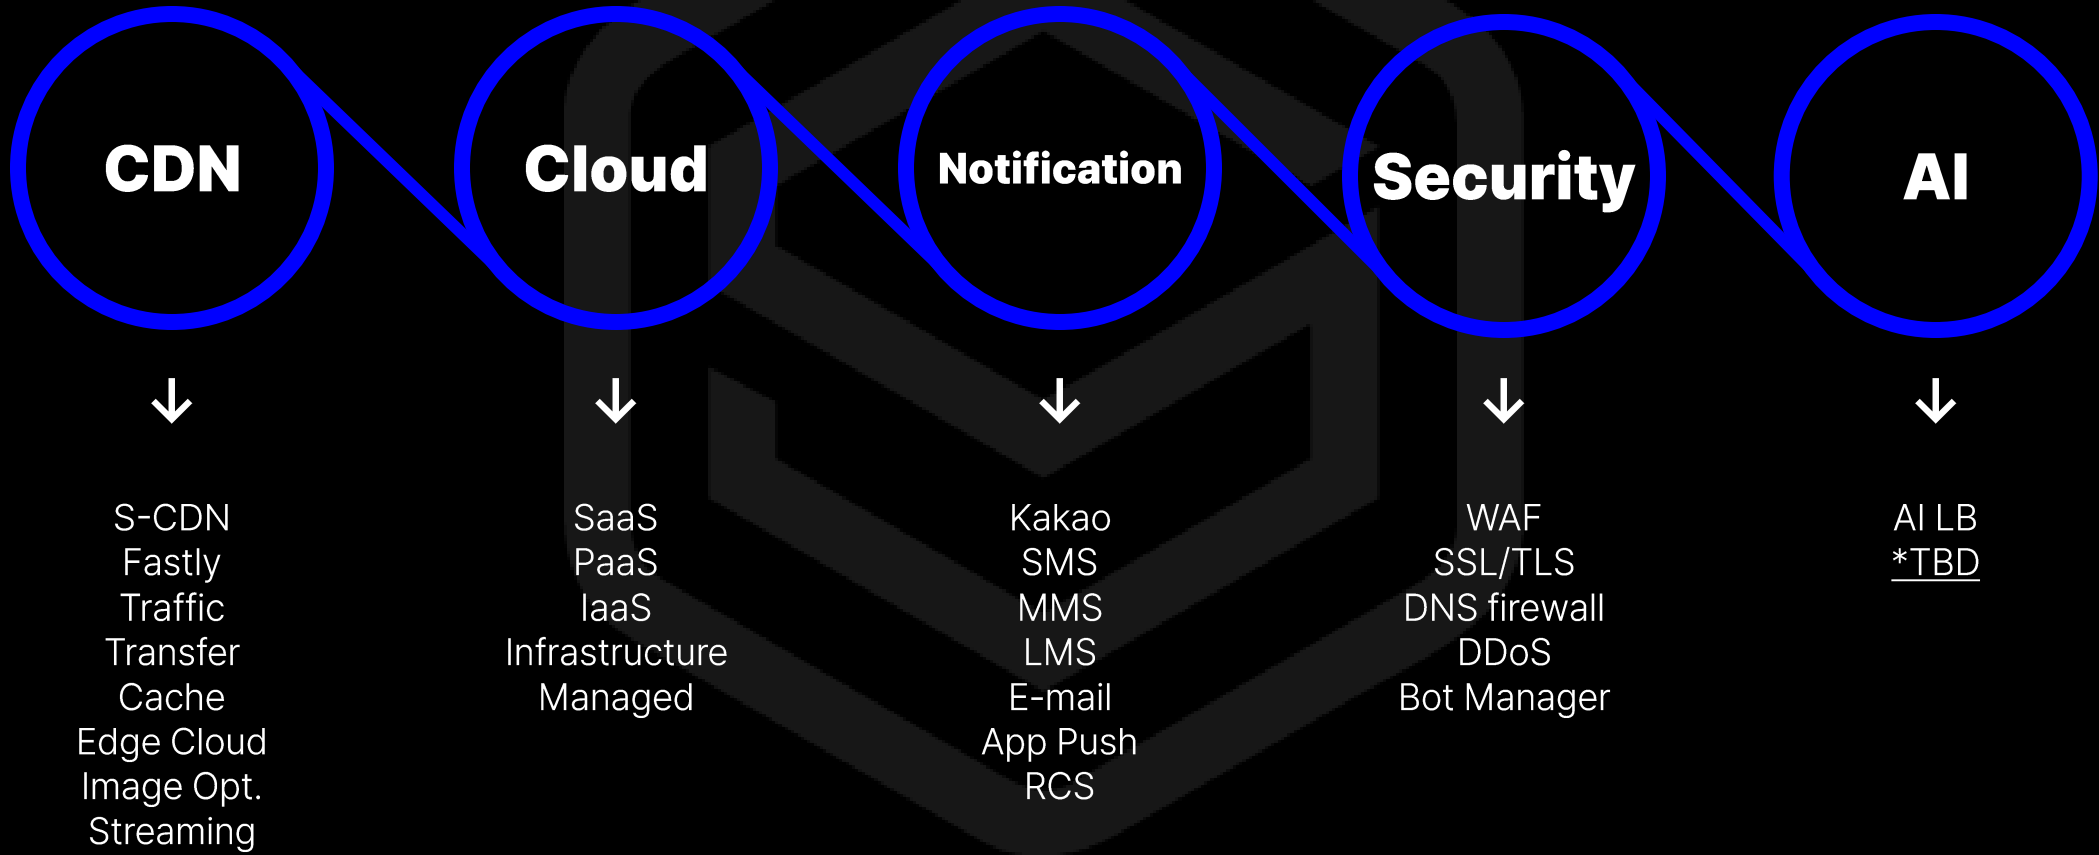 CDN
Cloud
Notification
Security
AI
S-CDN
Fastly
Traffic
Transfer
Cache
Edge Cloud
Image Opt.
Streaming
SaaS
PaaS
IaaS
Infrastructure
Managed
Kakao
SMS
MMS
LMS
E-mail
App Push
RCS
WAF
SSL/TLS
DNS firewall
DDoS
Bot Manager
AI LB
*TBD